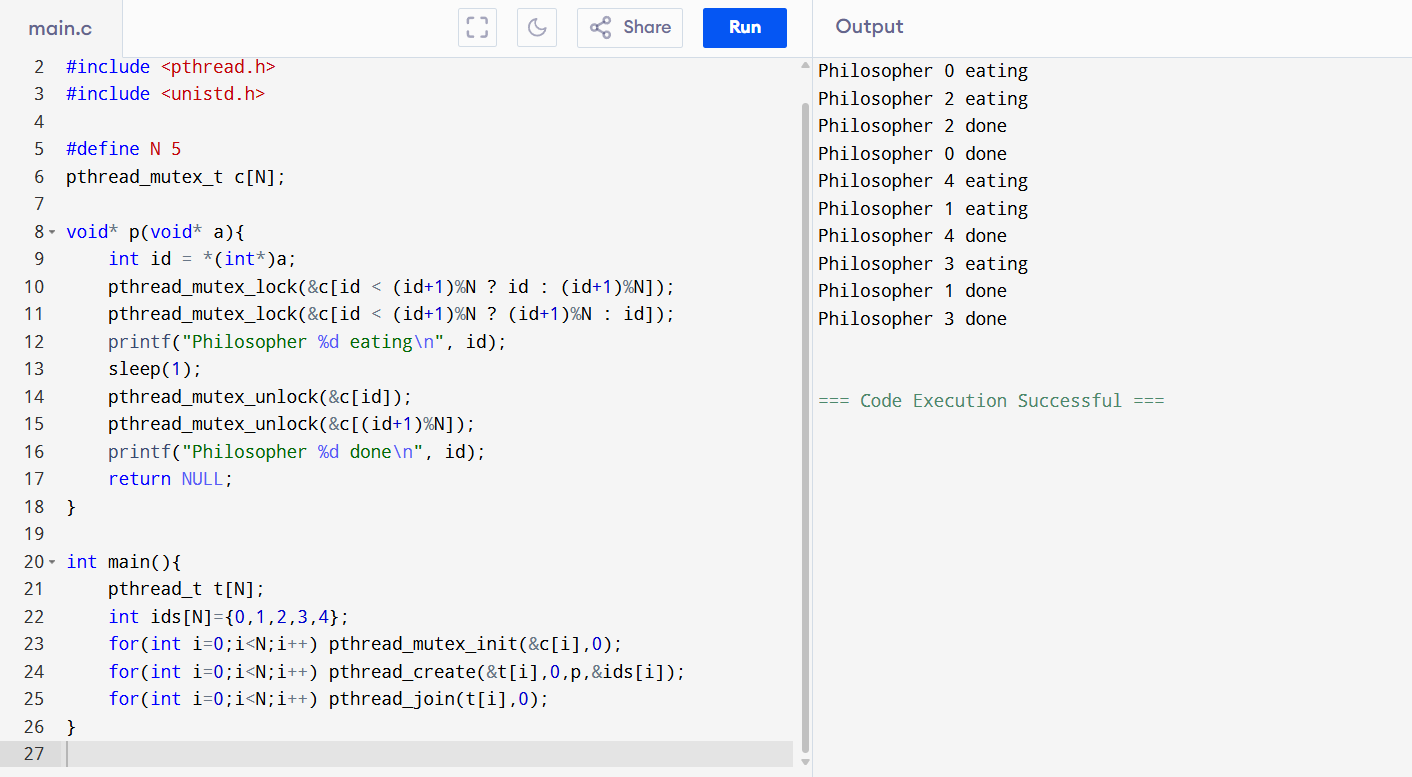 main.c
Share
Run
Output
2 #include <pthread.h>
3 #include <unistd.h>
4
5 #define N 5
6 pthread_mutex_t c[N];
7
8 void* p(void* a){
9     int id = *(int*)a;
10     pthread_mutex_lock(&c[id < (id+1)%N ? id : (id+1)%N]);
11     pthread_mutex_lock(&c[id < (id+1)%N ? (id+1)%N : id]);
12     printf("Philosopher %d eating\n", id);
13     sleep(1);
14     pthread_mutex_unlock(&c[id]);
15     pthread_mutex_unlock(&c[(id+1)%N]);
16     printf("Philosopher %d done\n", id);
17     return NULL;
18 }
19
20 int main(){
21     pthread_t t[N];
22     int ids[N]={0,1,2,3,4};
23     for(int i=0;i<N;i++) pthread_mutex_init(&c[i],0);
24     for(int i=0;i<N;i++) pthread_create(&t[i],0,p,&ids[i]);
25     for(int i=0;i<N;i++) pthread_join(t[i],0);
26 }
27
Philosopher 0 eating
Philosopher 2 eating
Philosopher 2 done
Philosopher 0 done
Philosopher 4 eating
Philosopher 1 eating
Philosopher 4 done
Philosopher 3 eating
Philosopher 1 done
Philosopher 3 done
=== Code Execution Successful ===